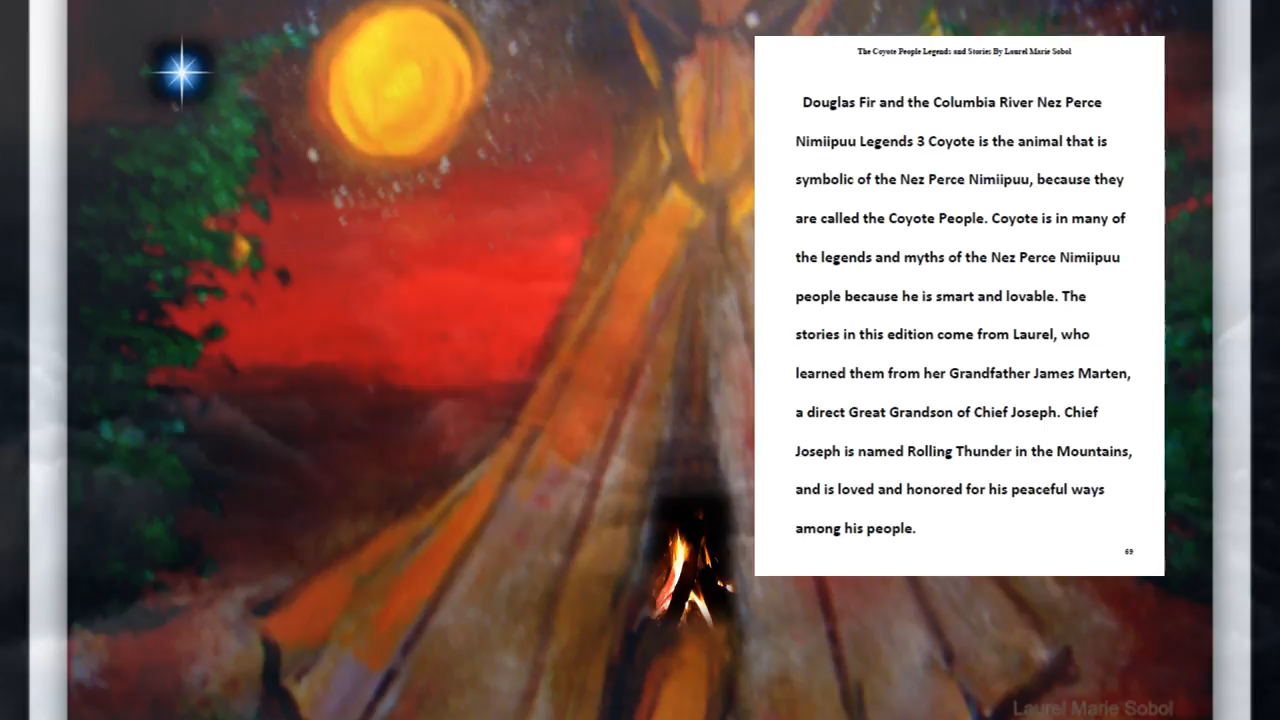 The Coyote People Legends and Stories By Laurel Marie Sobol
Douglas Fir and the Columbia River Nez Perce
Nimiipuu Legends 3 Coyote is the animal that is
symbolic of the Nez Perce Nimiipuu, because they
are called the Coyote People. Coyote is in many of
the legends and myths of the Nez Perce Nimiipuu
people because he is smart and lovable. The
stories in this edition come from Laurel, who
learned them from her Grandfather James Marten,
a direct Great Grandson of Chief Joseph. Chief
Joseph is named Rolling Thunder in the Mountains,
and is loved and honored for his peaceful ways
among his people.
69
Laurel Marie Sobol